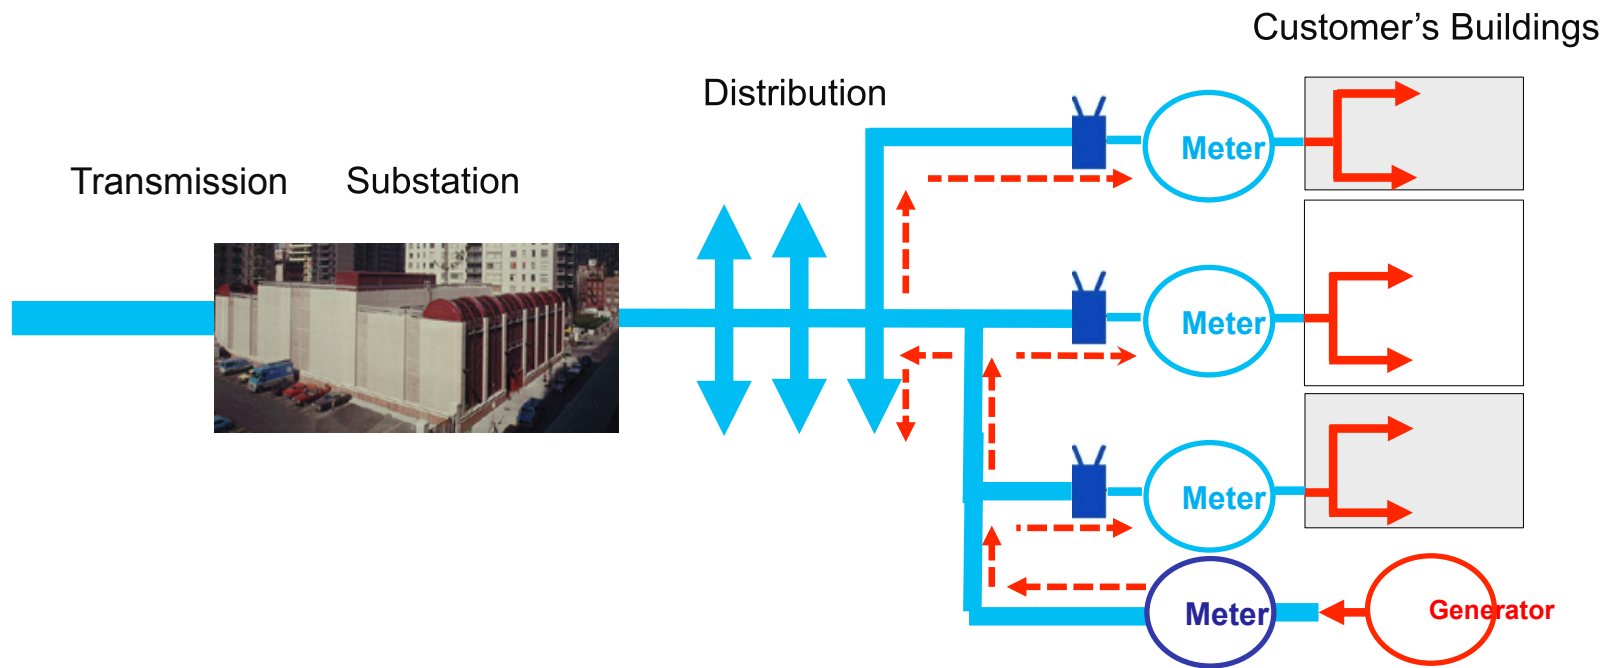 Customer’s Buildings
Distribution
Transmission
Substation
Meter
Meter
Meter
Meter
Generator